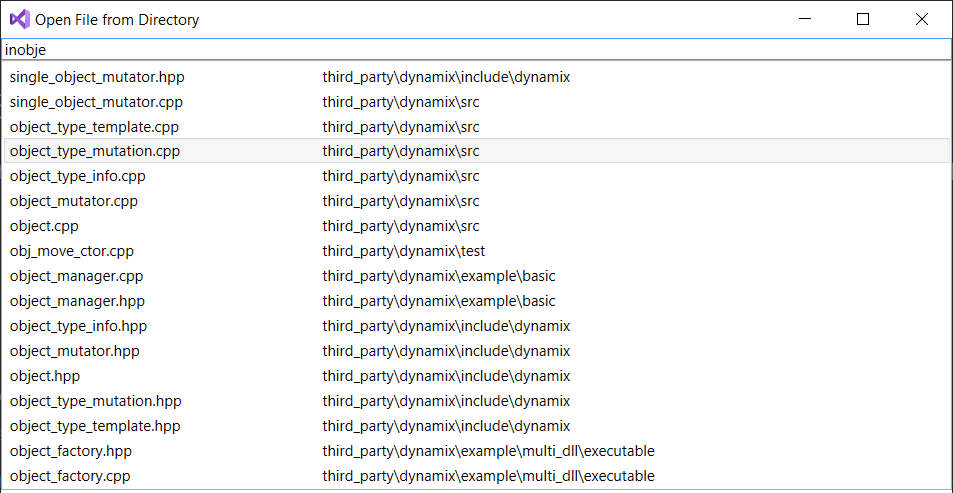 Open File from Directory
inobje
single_object_mutator.hpp third_party\dynamix\include\dynamix
single_object_mutator.cpp third_party\dynamix\src
object_type_template.cpp third_party\dynamix\src
object_type_mutation.cpp third_party\dynamix\src
object_type_info.cpp third_party\dynamix\src
object_mutator.cpp third_party\dynamix\src
object.cpp third_party\dynamix\src
obj_move_ctor.cpp third_party\dynamix\test
object_manager.cpp third_party\dynamix\example\basic
object_manager.hpp third_party\dynamix\example\basic
object_type_info.hpp third_party\dynamix\include\dynamix
object_mutator.hpp third_party\dynamix\include\dynamix
object.hpp third_party\dynamix\include\dynamix
object_type_mutation.hpp third_party\dynamix\include\dynamix
object_type_template.hpp third_party\dynamix\include\dynamix
object_factory.hpp third_party\dynamix\example\multi_dll\executable
object_factory.cpp third_party\dynamix\example\multi_dll\executable